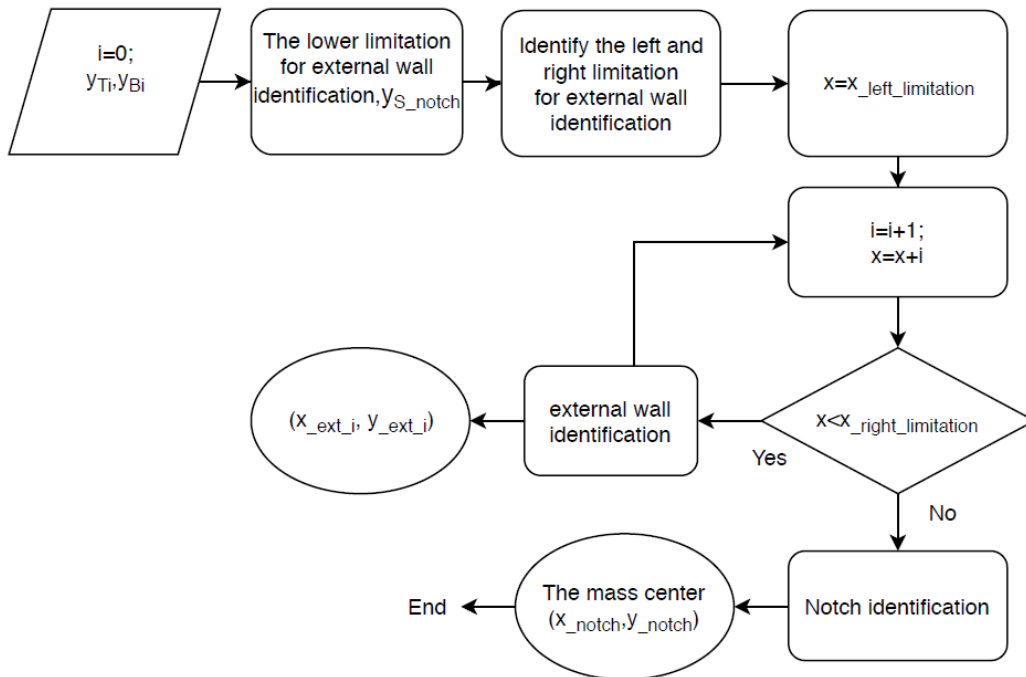 i=0;
yTi,yBi
The lower limitation
for external wall
identification,yS_notch
Identify the left and
right limitation
for external wall
identification
x=x_left_limitation
i=i+1;
x=x+i
x<x_right_limitation
Yes
No
external wall
identification
(x_ext_i, y_ext_i)
Notch identification
The mass center
(x_notch,y_notch)
End